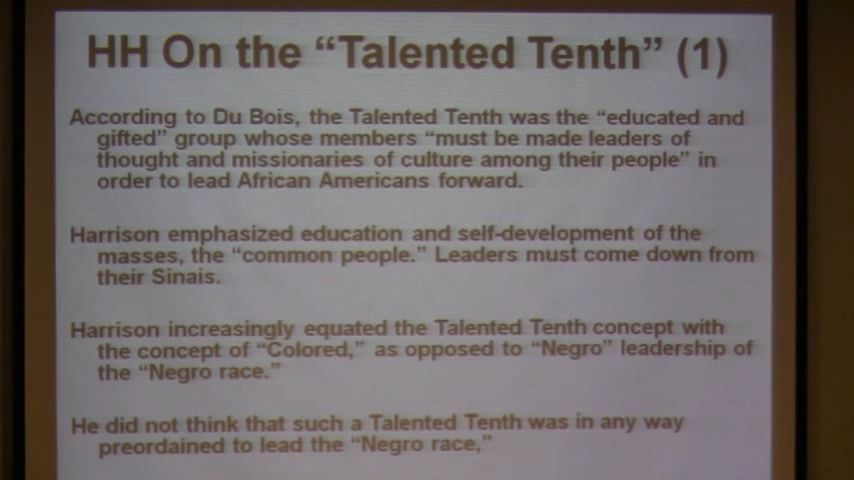 HH On the “Talented Tenth” (1)
According to Du Bois, the Talented Tenth was the “educated and
gifted” group whose members “must be made leaders of
thought and missionaries of culture among their people” in
order to lead African Americans forward.
Harrison emphasized education and self-development of the
masses, the “common people.” Leaders must come down from
their Sinais.
Harrison increasingly equated the Talented Tenth concept with
the concept of “Colored,” as opposed to “Negro” leadership of
the “Negro race.”
He did not think that such a Talented Tenth was in any way
preordained to lead the “Negro race,”